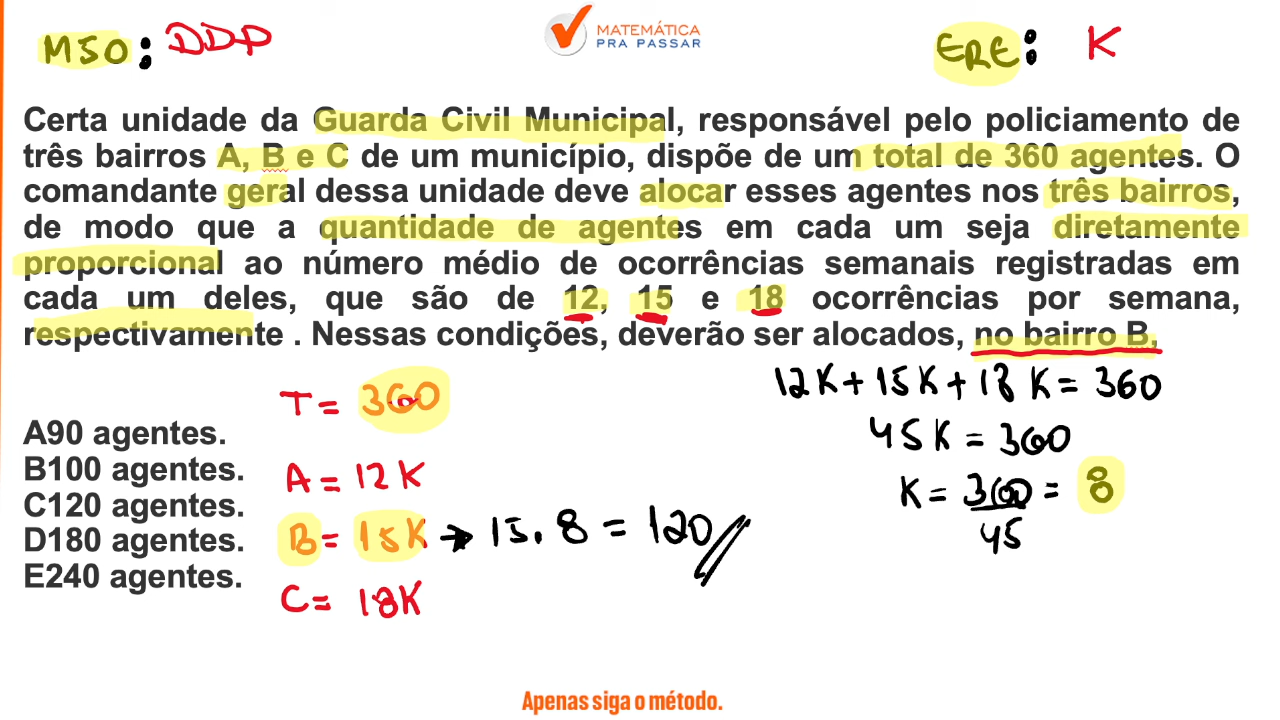 MSO: DDP
MATEMÁTICA
PRA PASSAR
ERE: K
Certa unidade da Guarda Civil Municipal, responsável pelo policiamento de
três bairros A, B e C de um município, dispõe de um total de 360 agentes. O
comandante geral dessa unidade deve alocar esses agentes nos três bairros,
de modo que a quantidade de agentes em cada um seja diretamente
proporcional ao número médio de ocorrências semanais registradas em
cada um deles, que são de 12, 15 e 18 ocorrências por semana,
respectivamente . Nessas condições, deverão ser alocados, no bairro B,
A90 agentes.
B100 agentes.
C120 agentes.
D180 agentes.
E240 agentes.
T = 360
A = 12K
B = 15K → 15. 8 = 120//
C = 18K
12K + 15K + 18K = 360
45K = 360
K = 360/45 = 8
Apenas siga o método.